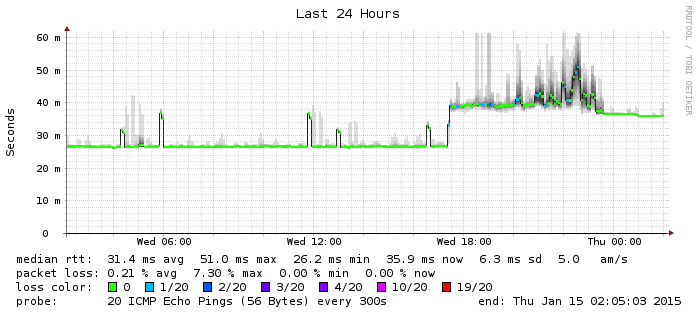 Last 24 Hours
RRDTOOL / TOBI OETIKER
Seconds
60 m
50 m
40 m
30 m
20 m
10 m
0
Wed 06:00 Wed 12:00 Wed 18:00 Thu 00:00
median rtt: 31.4 ms avg 51.0 ms max 26.2 ms min 35.9 ms now 6.3 ms sd 5.0 am/s
packet loss: 0.21 % avg 7.30 % max 0.00 % min 0.00 % now
loss color: 0 1/20 2/20 3/20 4/20 10/20 19/20
probe: 20 ICMP Echo Pings (56 Bytes) every 300s end: Thu Jan 15 02:05:03 2015